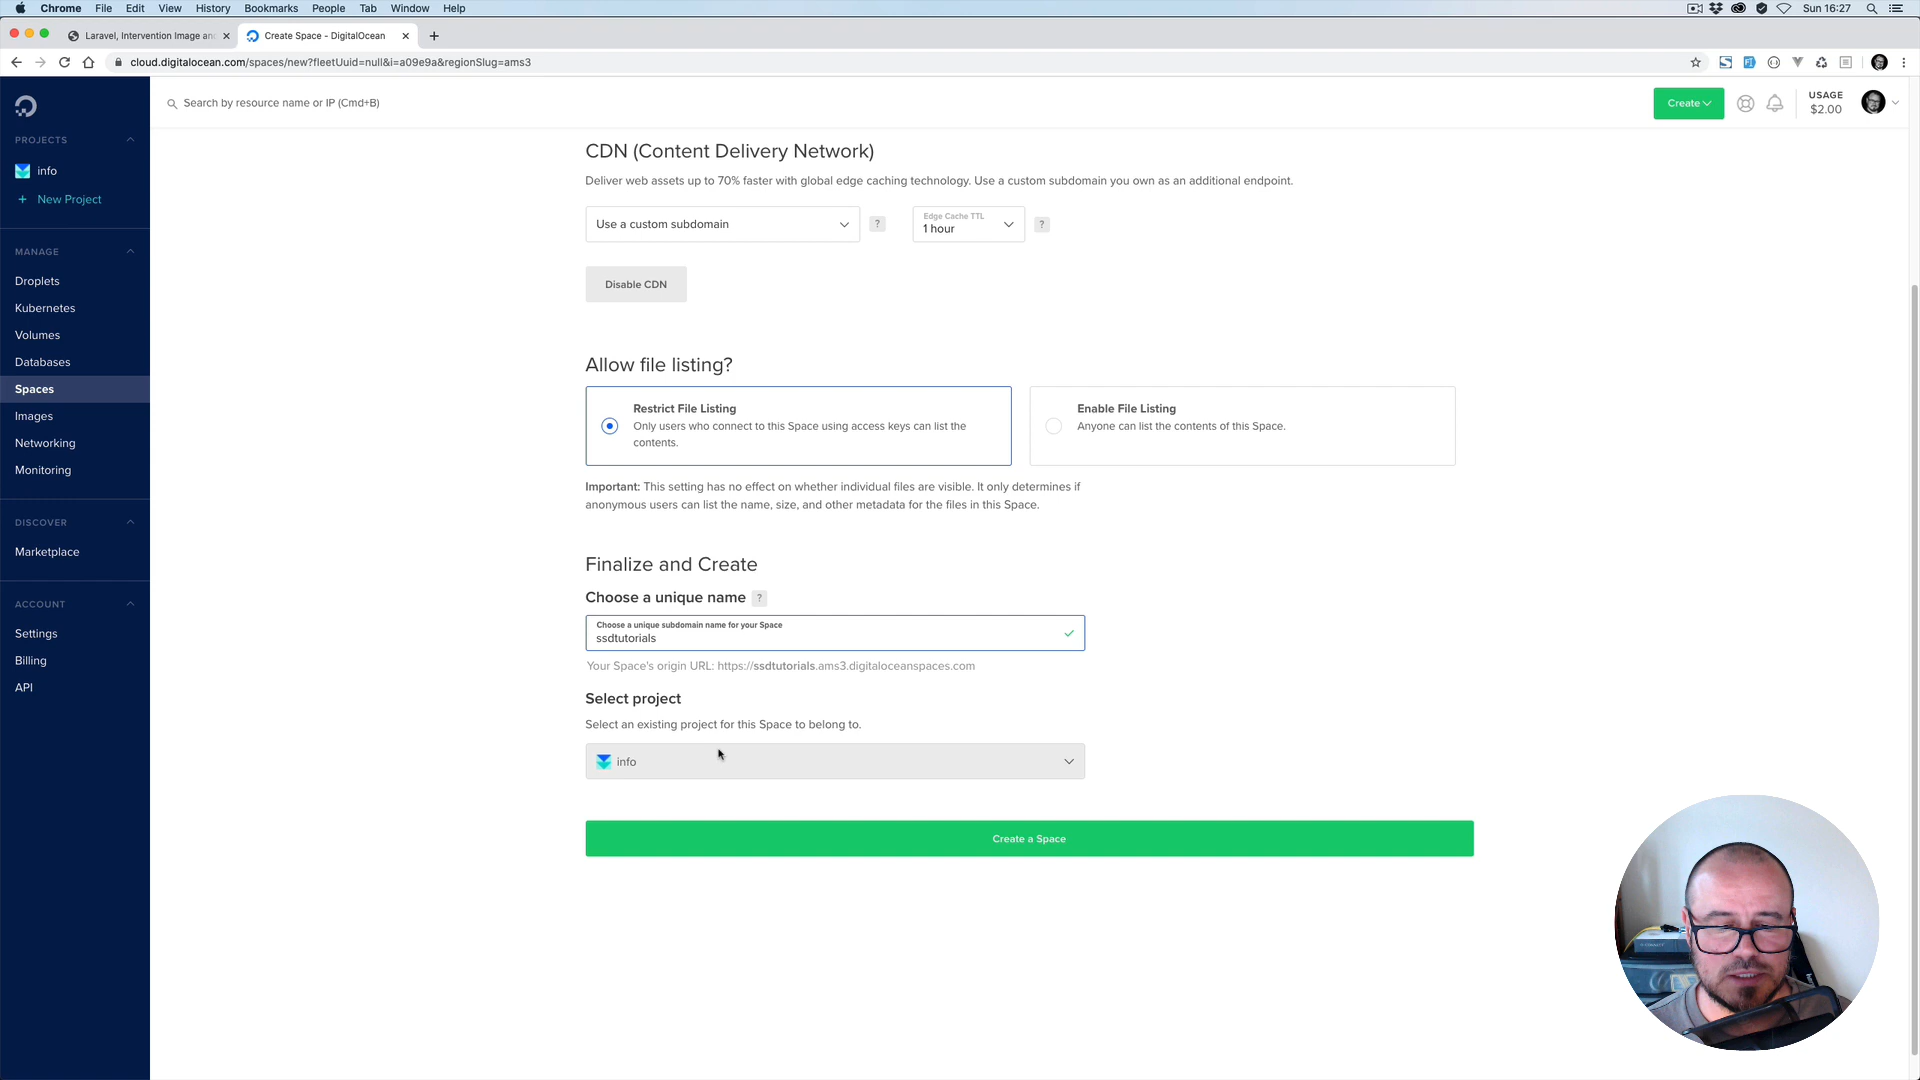 Chrome File Edit View History Bookmarks People Tab Window Help
Sun 16:27
Laravel, Intervention Image an
Create Space - DigitalOcean
cloud.digitalocean.com/spaces/new?fleetUuid=null&i=a09e9a&regionSlug=ams3
Search by resource name or IP (Cmd+B)
Create
USAGE
$2.00
PROJECTS
info
+ New Project
MANAGE
Droplets
Kubernetes
Volumes
Databases
Spaces
Images
Networking
Monitoring
DISCOVER
Marketplace
ACCOUNT
Settings
Billing
API
CDN (Content Delivery Network)
Deliver web assets up to 70% faster with global edge caching technology. Use a custom subdomain you own as an additional endpoint.
Use a custom subdomain
?
Edge Cache TTL
1 hour
?
Disable CDN
Allow file listing?
Restrict File Listing
Only users who connect to this Space using access keys can list the
contents.
Enable File Listing
Anyone can list the contents of this Space.
Important: This setting has no effect on whether individual files are visible. It only determines if
anonymous users can list the name, size, and other metadata for the files in this Space.
Finalize and Create
Choose a unique name ?
Choose a unique subdomain name for your Space
ssdtutorials
Your Space's origin URL: https://ssdtutorials.ams3.digitaloceanspaces.com
Select project
Select an existing project for this Space to belong to.
info
Create a Space